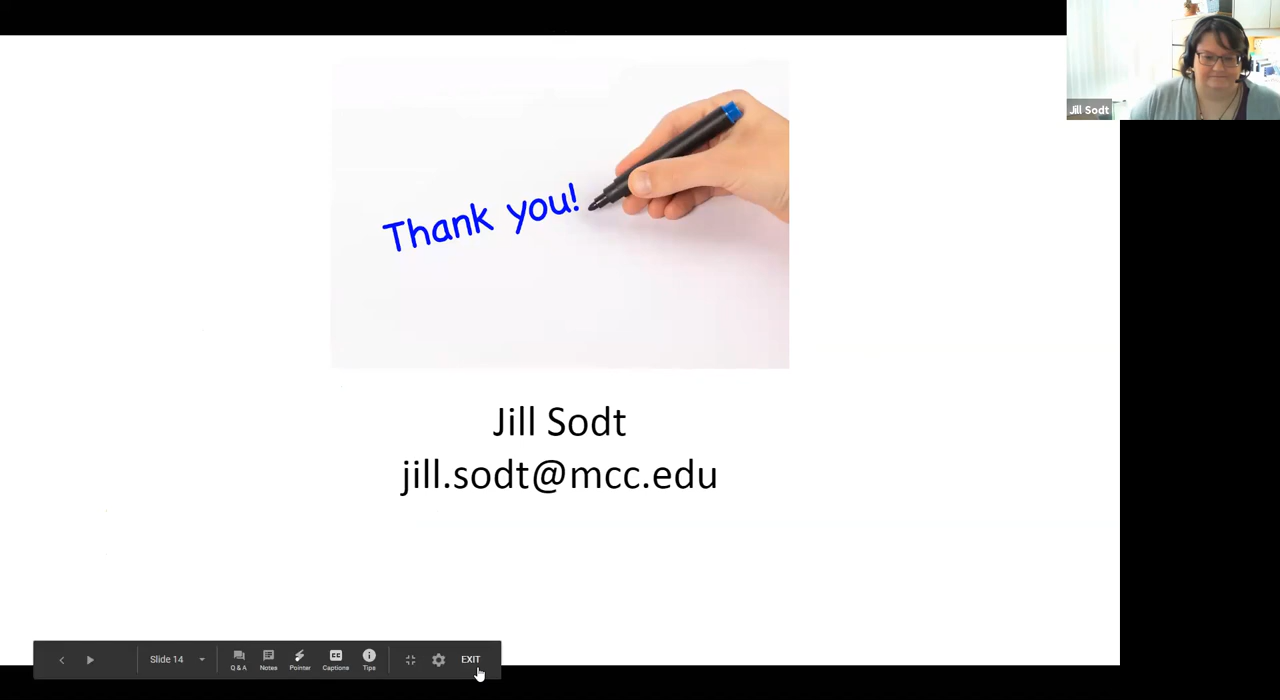 Jill Sodt
Thank you!
Jill Sodt
jill.sodt@mcc.edu
Slide 14
Q & A
Notes
Pointer
Captions
Tips
EXIT